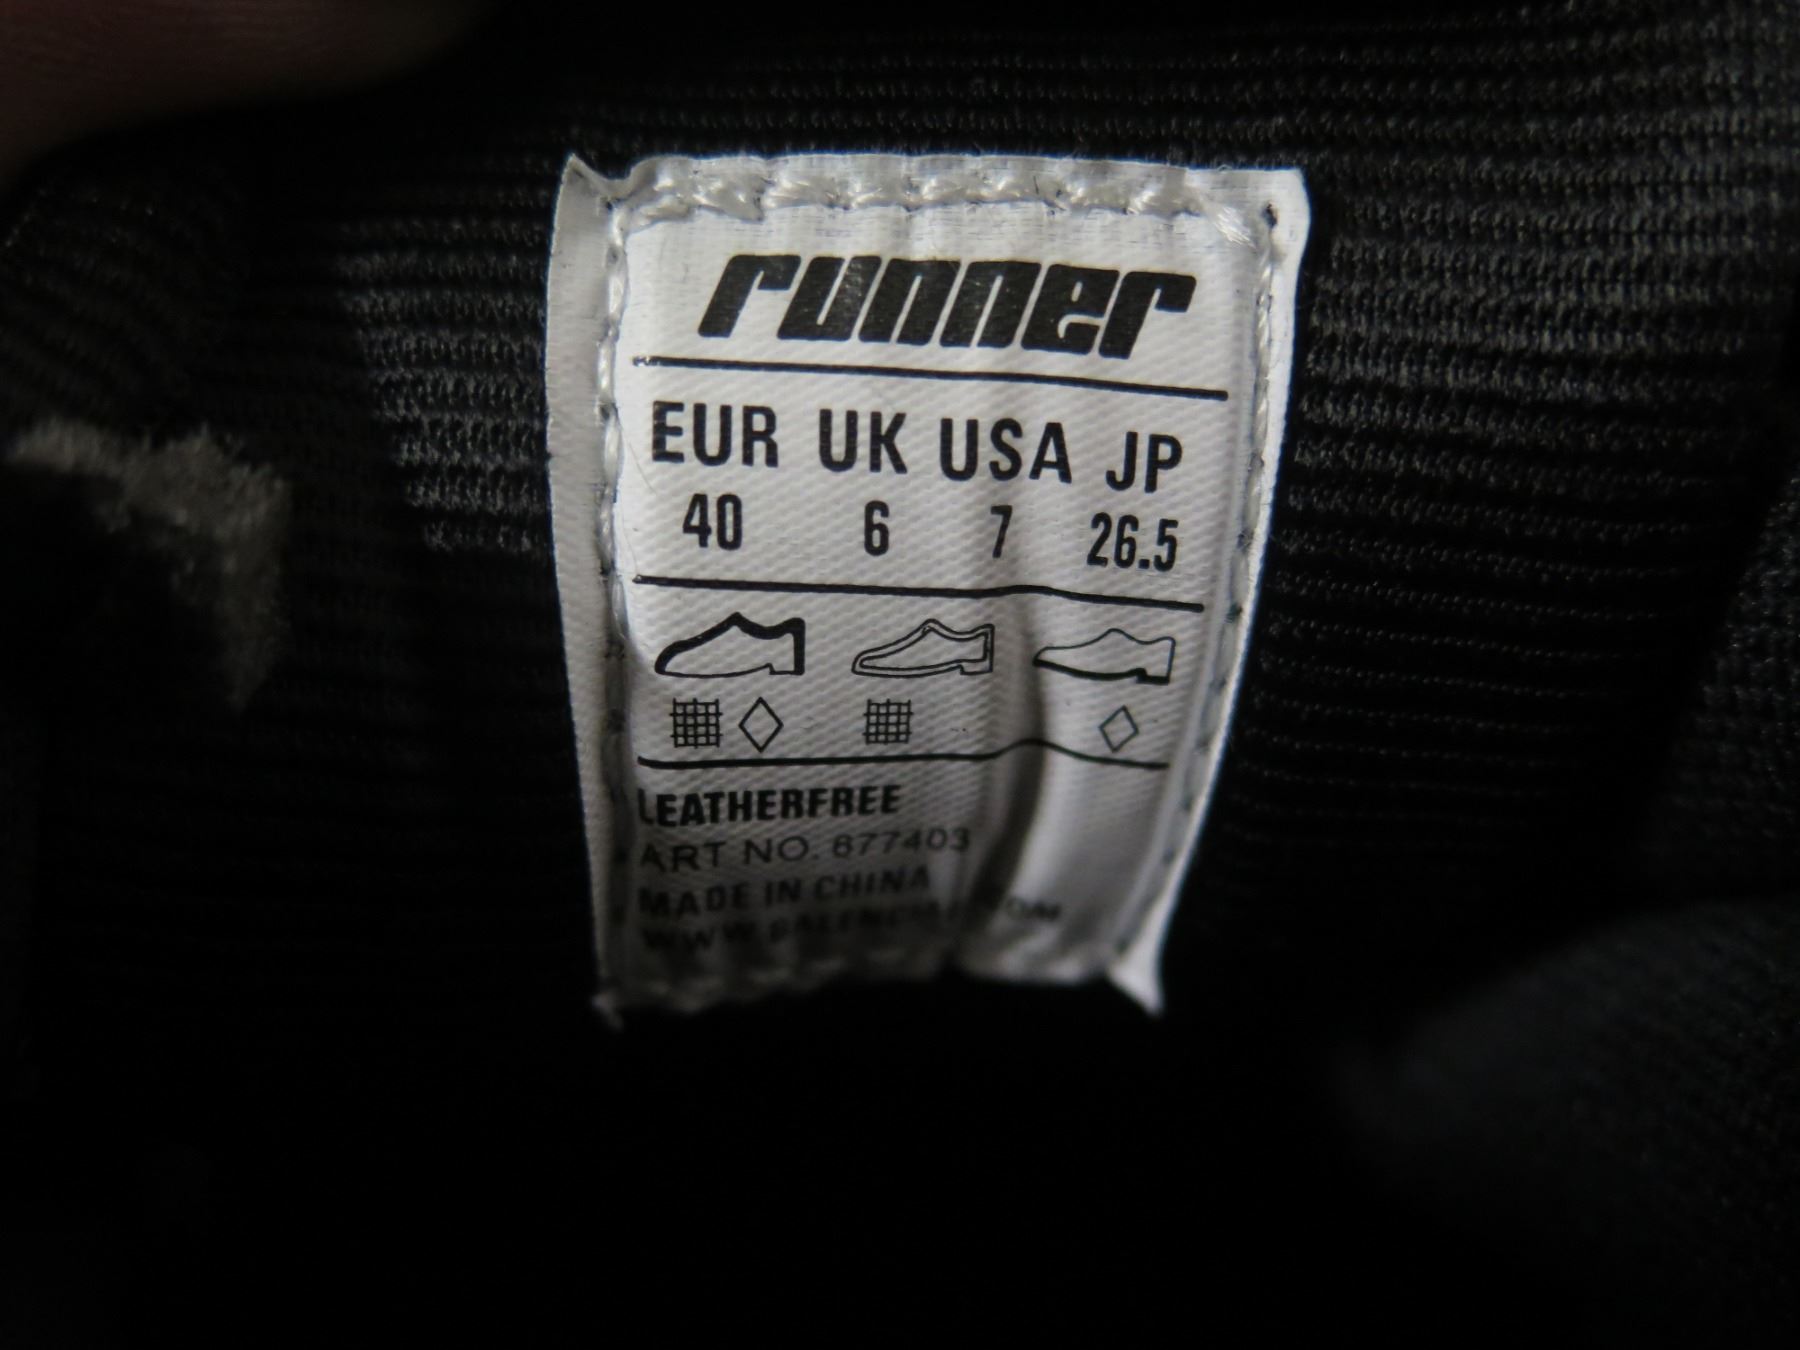 runner
EUR UK USA JP
40 6 7 26.5
LEATHERFREE
ART NO. 677403
MADE IN CHINA